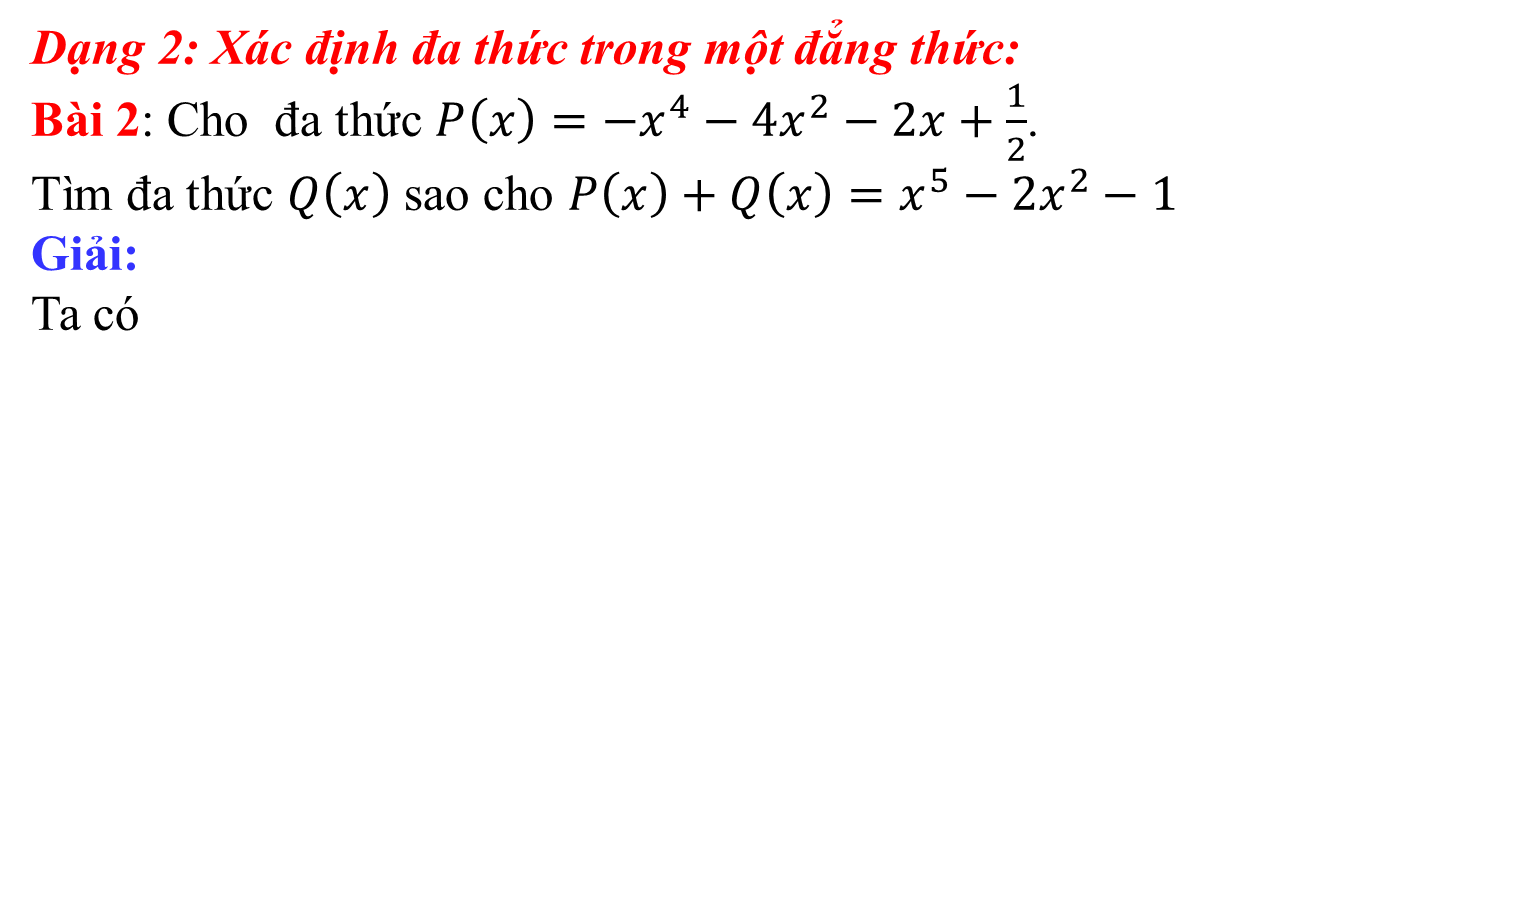 Dạng 2: Xác định đa thức trong một đẳng thức:
Bài 2: Cho đa thức P(x) = −x⁴ − 4x² − 2x + 1/2.
Tìm đa thức Q(x) sao cho P(x) + Q(x) = x⁵ − 2x² − 1
Giải:
Ta có